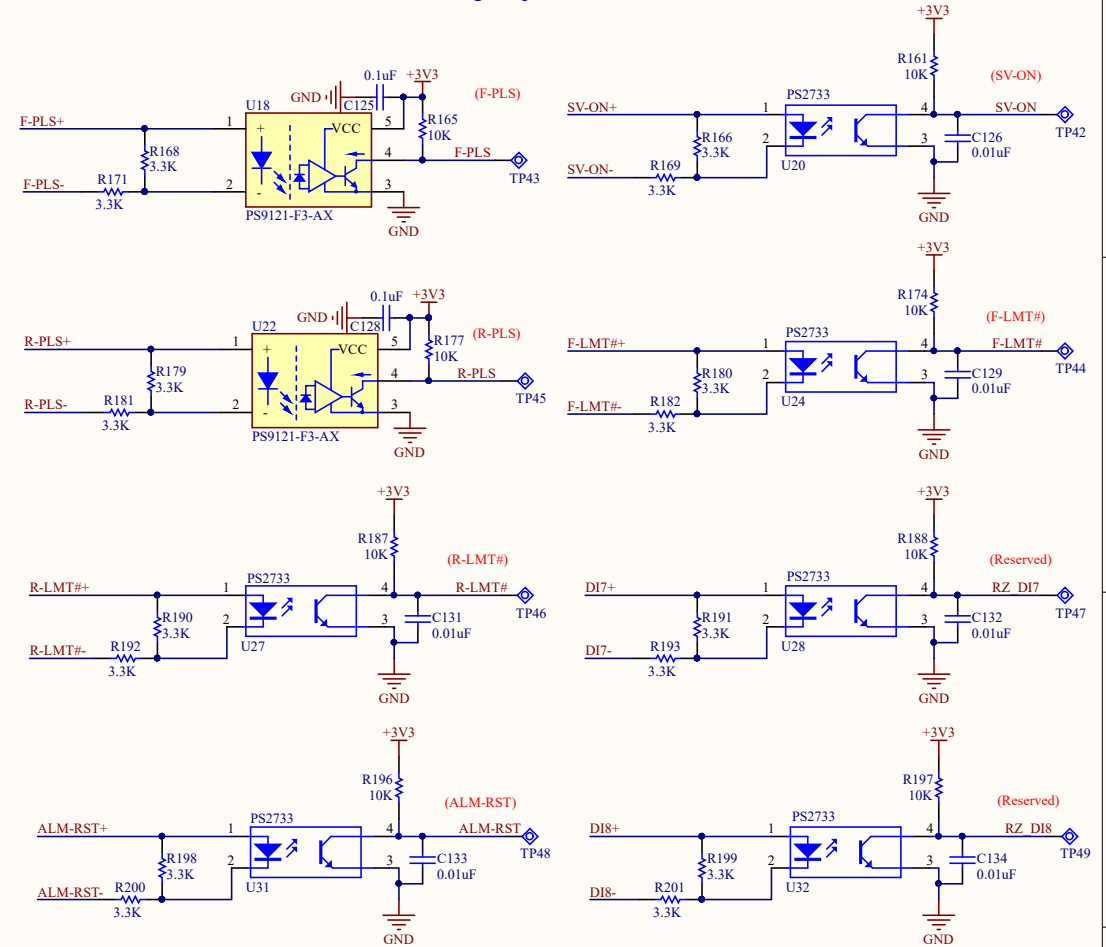 0.1uF
+3V3
GND
C125
(F-PLS)
U18
R165
10K
F-PLS+
1
+
VCC
5
R168
3.3K
4
F-PLS
TP43
F-PLS-
R171
3.3K
2
-
3
PS9121-F3-AX
GND
+3V3
R161
10K
(SV-ON)
PS2733
SV-ON+
1
4
SV-ON
TP42
R166
3.3K
2
3
C126
0.01uF
SV-ON-
R169
3.3K
U20
GND
0.1uF
+3V3
GND
C128
(R-PLS)
U22
R177
10K
R-PLS+
1
+
VCC
5
R179
3.3K
4
R-PLS
TP45
R-PLS-
R181
3.3K
2
-
3
PS9121-F3-AX
GND
+3V3
R174
10K
(F-LMT#)
PS2733
F-LMT#+
1
4
F-LMT#
TP44
R180
3.3K
2
3
C129
0.01uF
F-LMT#-
R182
3.3K
U24
GND
+3V3
R187
10K
(R-LMT#)
PS2733
R-LMT#+
1
4
R-LMT#
TP46
R190
3.3K
2
3
C131
0.01uF
R-LMT#-
R192
3.3K
U27
GND
+3V3
R188
10K
(Reserved)
PS2733
DI7+
1
4
RZ_DI7
TP47
R191
3.3K
2
3
C132
0.01uF
DI7-
R193
3.3K
U28
GND
+3V3
R196
10K
(ALM-RST)
PS2733
ALM-RST+
1
4
ALM-RST
TP48
R198
3.3K
2
3
C133
0.01uF
ALM-RST-
R200
3.3K
U31
GND
+3V3
R197
10K
(Reserved)
PS2733
DI8+
1
4
RZ_DI8
TP49
R199
3.3K
2
3
C134
0.01uF
DI8-
R201
3.3K
U32
GND